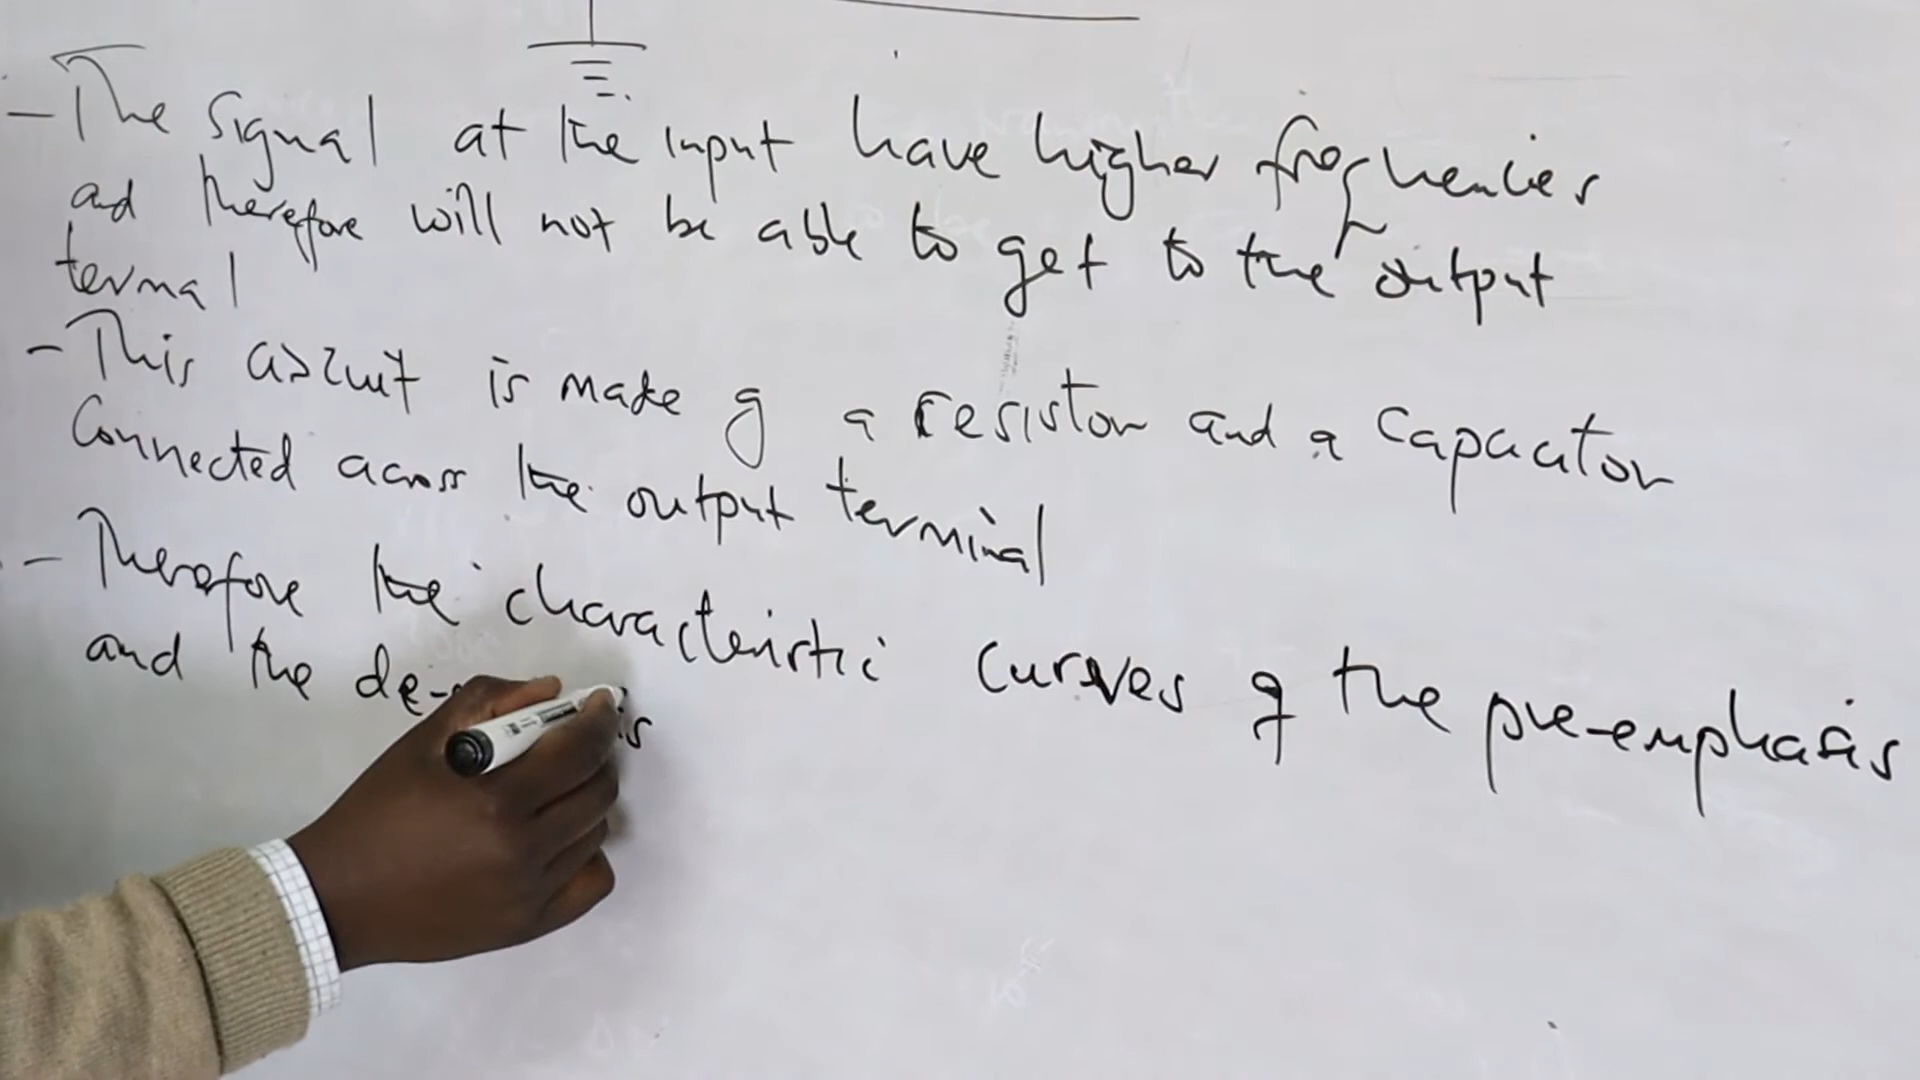 - The signal at the input have higher frequencies
and therefore will not be able to get to the output
termal
- This circuit is make of a resistor and a capacitor
Connected across the output terminal
- Therefore the characteristic curves of the pre-emphasis
and the de-